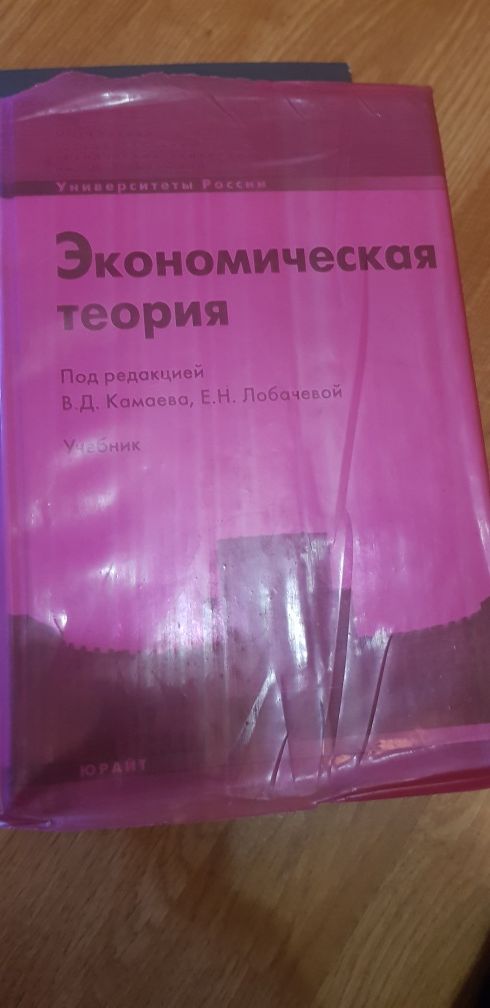 Университеты России
Экономическая
теория
Под редакцией
В.Д. Камаева, Е.Н. Лобачевой
Учебник
ЮРАЙТ